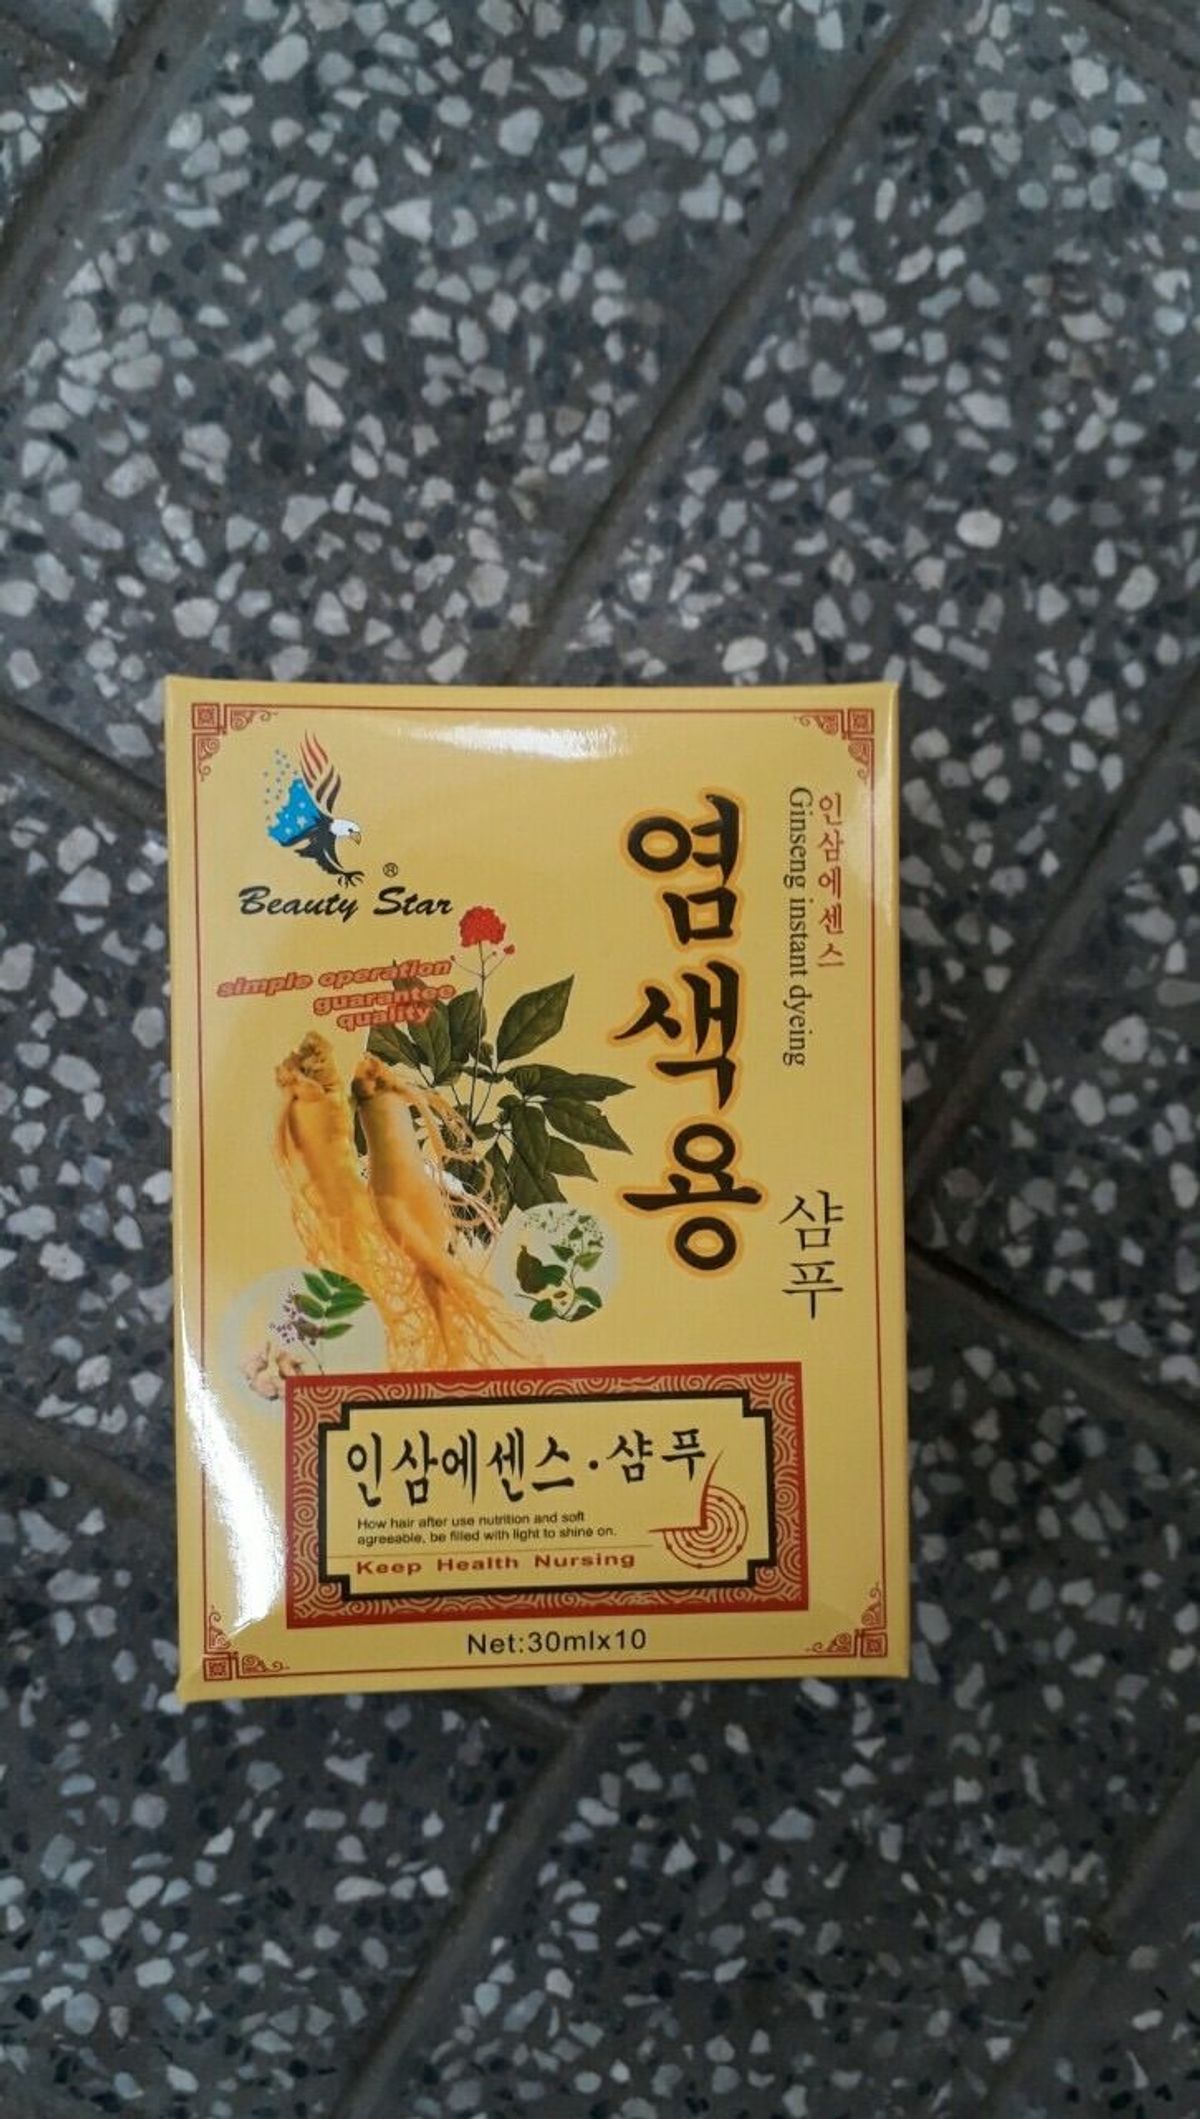 ®
Beauty Star
simple operation
guarantee
quality
인삼에센스
Ginseng instant dyeing
염색용
샴푸
인삼에센스·샴푸
How hair after use nutrition and soft
agreeable, be filled with light to shine on.
Keep Health Nursing
Net:30mlx10